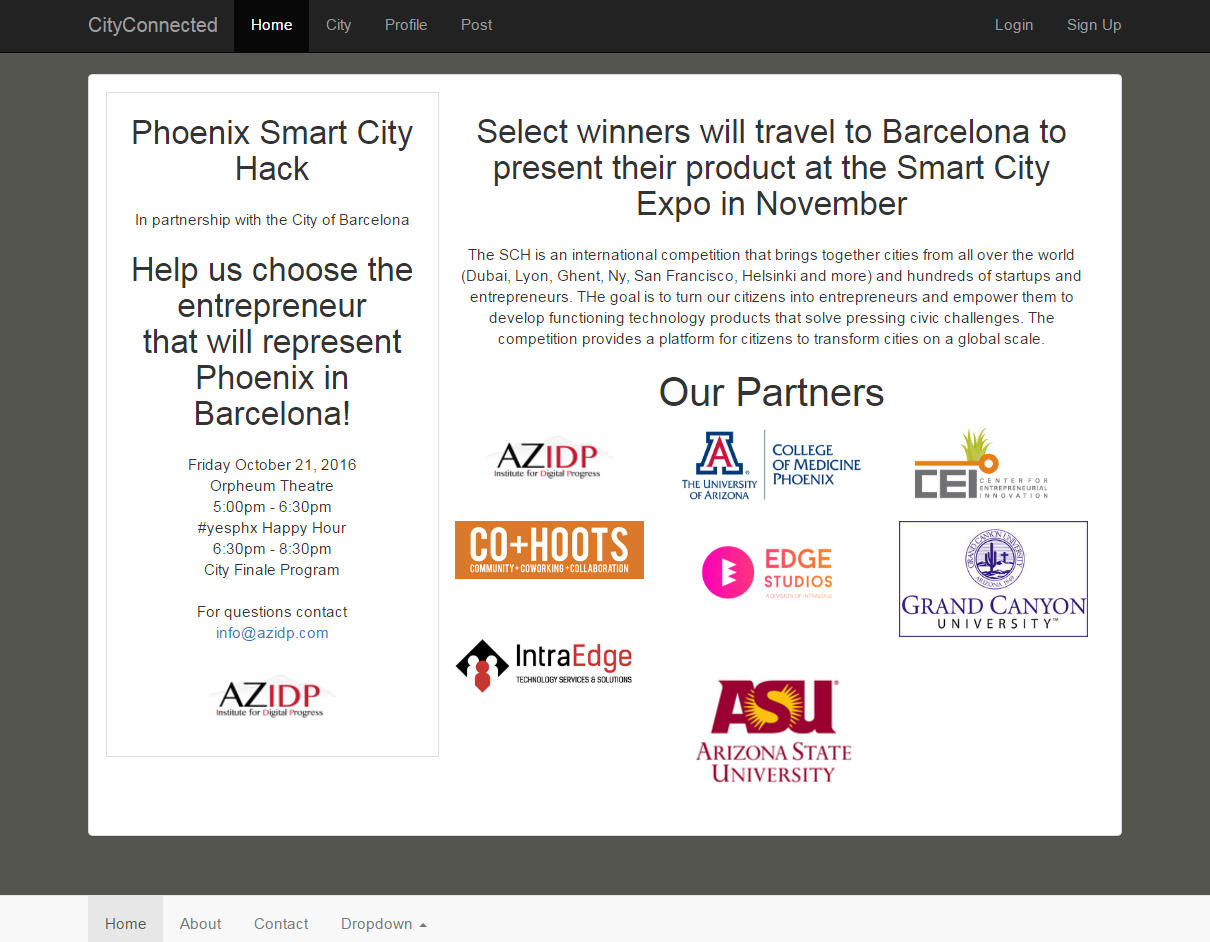 CityConnected Home City Profile Post Login Sign Up
Phoenix Smart City
Hack
In partnership with the City of Barcelona
Help us choose the
entrepreneur
that will represent
Phoenix in
Barcelona!
Friday October 21, 2016
Orpheum Theatre
5:00pm - 6:30pm
#yesphx Happy Hour
6:30pm - 8:30pm
City Finale Program
For questions contact
info@azidp.com
AZIDP
Institute for Digital Progress
Select winners will travel to Barcelona to
present their product at the Smart City
Expo in November
The SCH is an international competition that brings together cities from all over the world
(Dubai, Lyon, Ghent, Ny, San Francisco, Helsinki and more) and hundreds of startups and
entrepreneurs. THe goal is to turn our citizens into entrepreneurs and empower them to
develop functioning technology products that solve pressing civic challenges. The
competition provides a platform for citizens to transform cities on a global scale.
Our Partners
AZIDP
Institute for Digital Progress
A
THE UNIVERSITY
OF ARIZONA
COLLEGE
OF MEDICINE
PHOENIX
CEI
CENTER FOR
ENTREPRENEURIAL
INNOVATION
CO+HOOTS
COMMUNITY+COWORKING+COLLABORATION
EDGE
STUDIOS
A DIVISION OF INTRAEDGE
GRAND CANYON UNIVERSITY
ARIZONA 1949
GRAND CANYON
UNIVERSITY™
IntraEdge
TECHNOLOGY SERVICES & SOLUTIONS
ASU®
ARIZONA STATE
UNIVERSITY
Home About Contact Dropdown